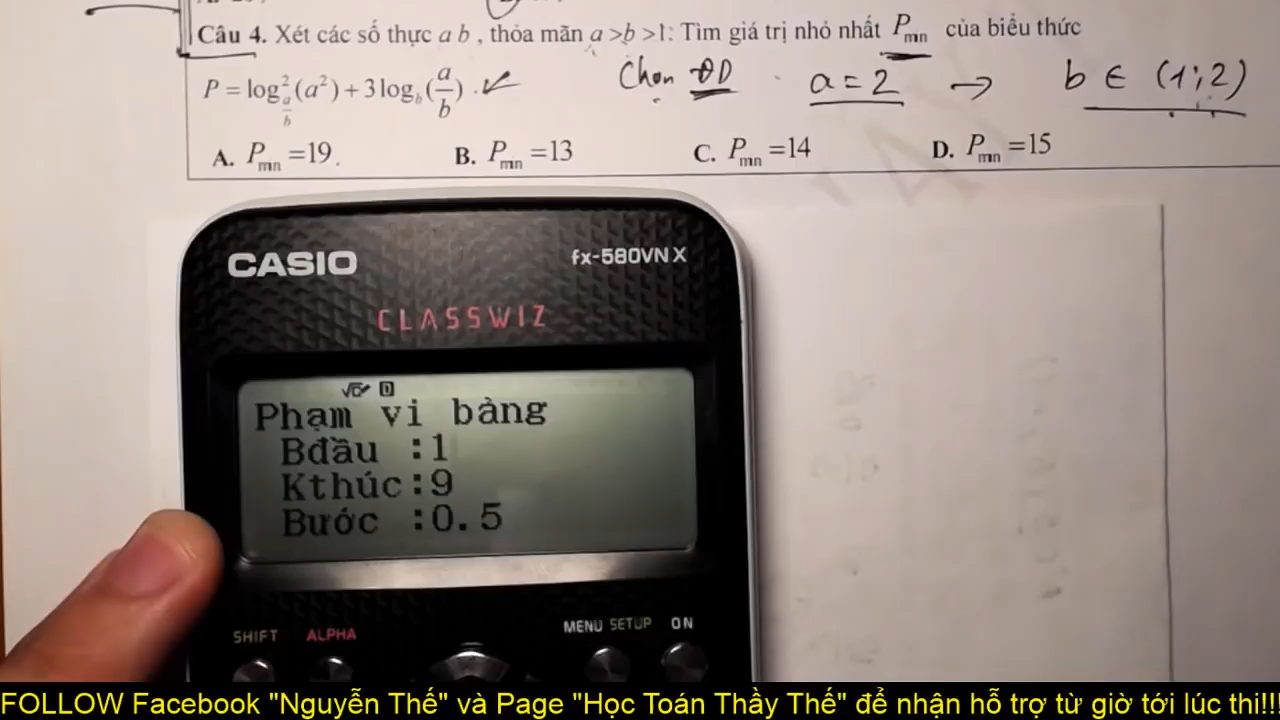 Câu 4. Xét các số thực a b , thỏa mãn a >b >1: Tìm giá trị nhỏ nhất Pmn của biểu thức
P = log²_{a/b}(a²) + 3log_b(a/b) .
Chọn ĐD a = 2 → b ∈ (1;2)
A. Pmn =19. B. Pmn =13 C. Pmn =14 D. Pmn =15
CASIO fx-580VN X
CLASSWIZ
√ D
Phạm vi bảng
Bđầu :1
Kthúc:9
Bước :0.5
SHIFT ALPHA MENU SETUP ON
FOLLOW Facebook "Nguyễn Thế" và Page "Học Toán Thầy Thế" để nhận hỗ trợ từ giờ tới lúc thi!!!